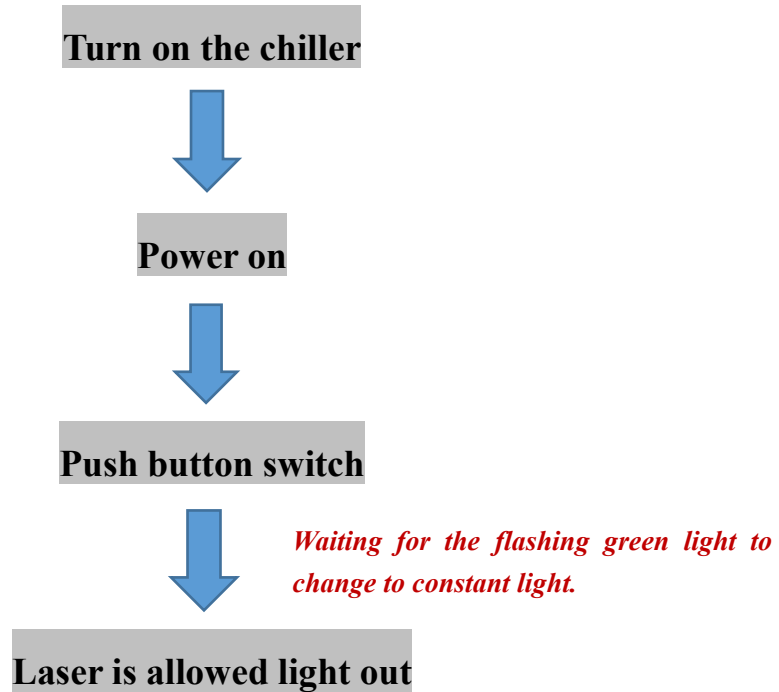 Turn on the chiller
Power on
Push button switch
Waiting for the flashing green light to
change to constant light.
Laser is allowed light out